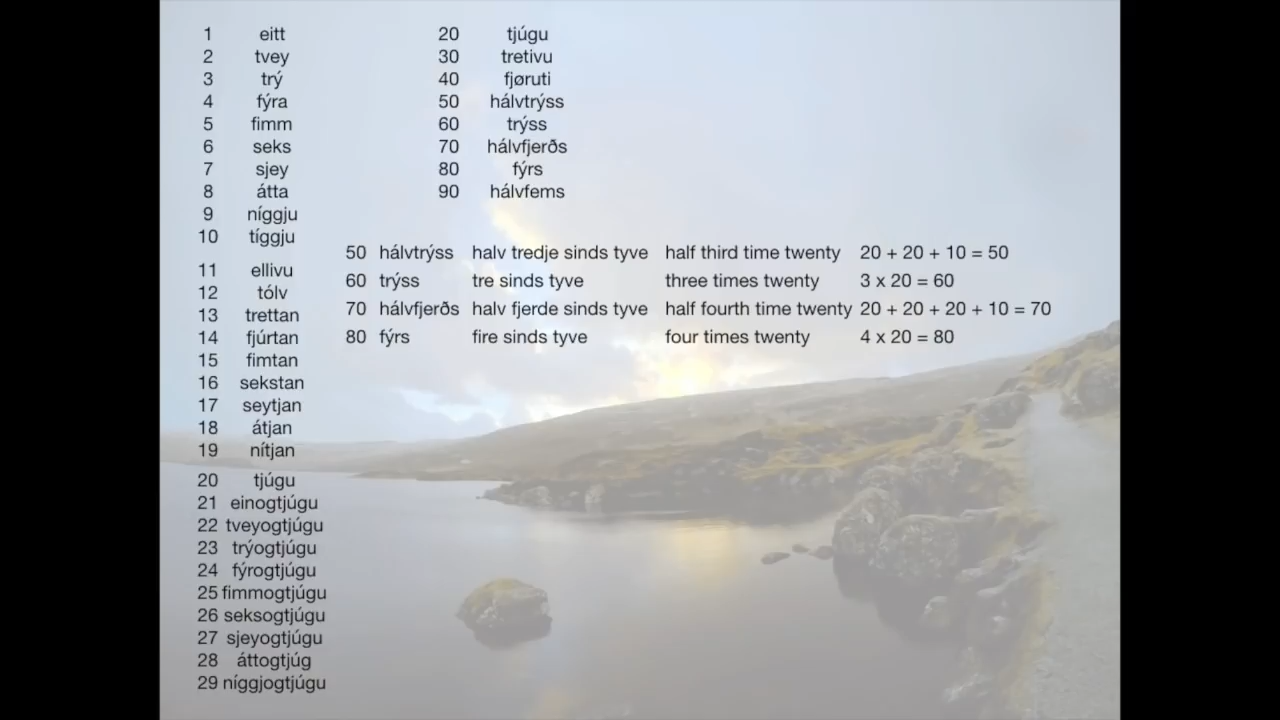 1 eitt
2 tvey
3 trý
4 fýra
5 fimm
6 seks
7 sjey
8 átta
9 níggju
10 tíggju
11 ellivu
12 tólv
13 trettan
14 fjúrtan
15 fimtan
16 sekstan
17 seytjan
18 átjan
19 nítjan
20 tjúgu
21 einogtjúgu
22 tveyogtjúgu
23 trýogtjúgu
24 fýrogtjúgu
25 fimmogtjúgu
26 seksogtjúgu
27 sjeyogtjúgu
28 áttogtjúg
29 níggjogtjúgu
20 tjúgu
30 tretivu
40 fjøruti
50 hálvtrýss
60 trýss
70 hálvfjerðs
80 fýrs
90 hálvfems
50 hálvtrýss halv tredje sinds tyve half third time twenty 20 + 20 + 10 = 50
60 trýss tre sinds tyve three times twenty 3 x 20 = 60
70 hálvfjerðs halv fjerde sinds tyve half fourth time twenty 20 + 20 + 20 + 10 = 70
80 fýrs fire sinds tyve four times twenty 4 x 20 = 80